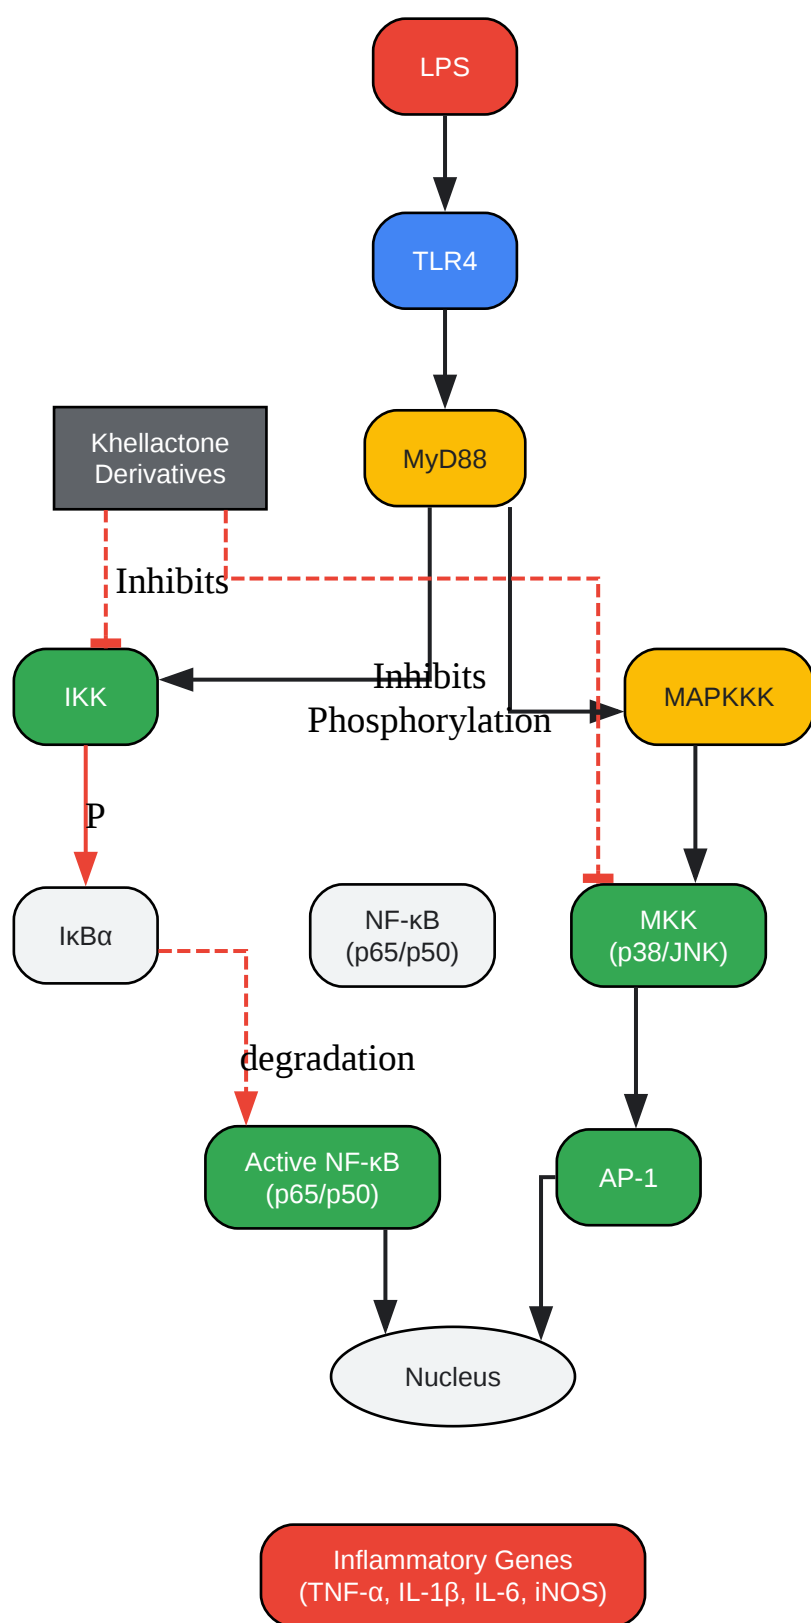 LPS
TLR4
Khellactone
Derivatives
MyD88
Inhibits
IKK
Inhibits
Phosphorylation
MAPKKK
P
IκBα
NF-κB
(p65/p50)
MKK
(p38/JNK)
degradation
Active NF-κB
(p65/p50)
AP-1
Nucleus
Inflammatory Genes
(TNF-α, IL-1β, IL-6, iNOS)